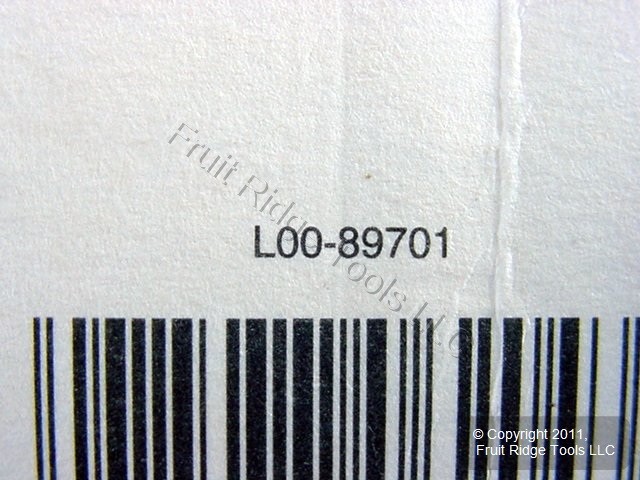 Fruit Ridge Tools LLC
L00-89701
© Copyright 2011,
Fruit Ridge Tools LLC